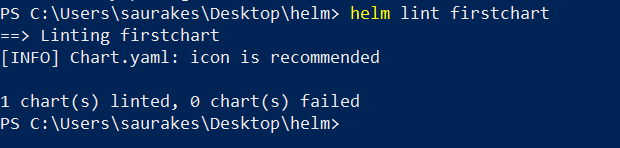 PS C:\Users\saurakes\Desktop\helm> helm lint firstchart
==> Linting firstchart
[INFO] Chart.yaml: icon is recommended
1 chart(s) linted, 0 chart(s) failed
PS C:\Users\saurakes\Desktop\helm>